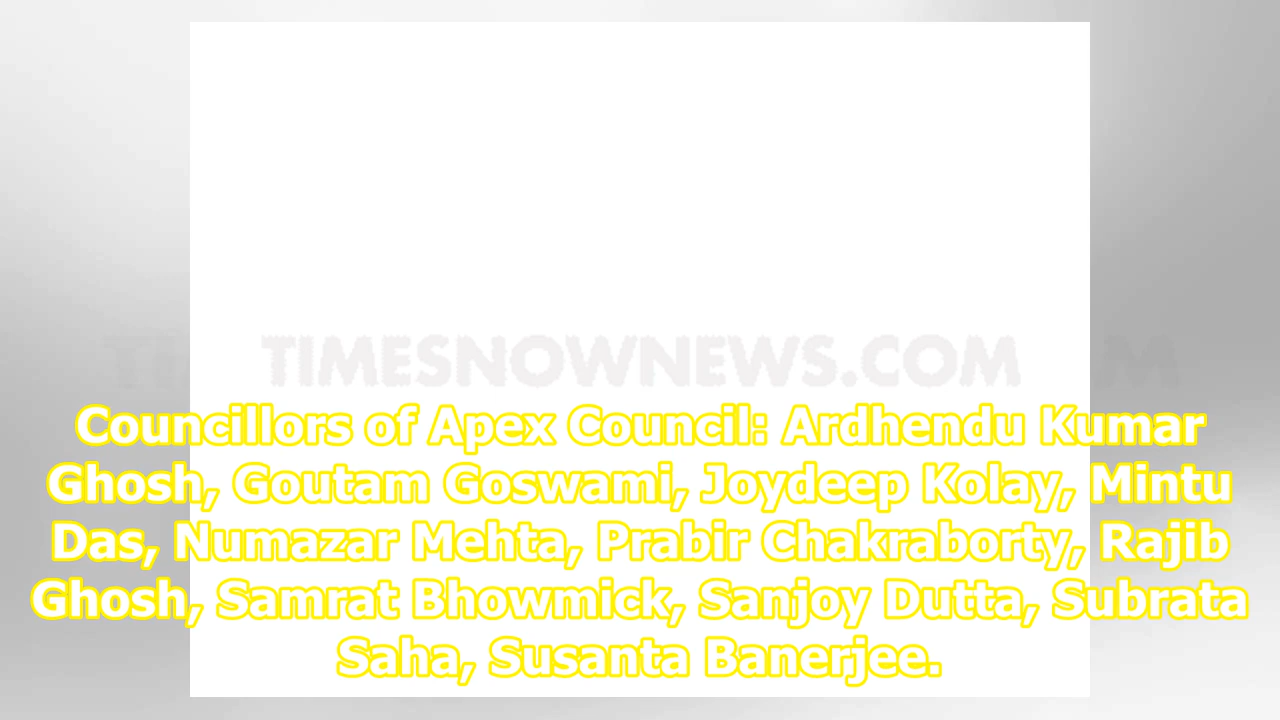 TIMESNOWNEWS.COM
Councillors of Apex Council: Ardhendu Kumar
Ghosh, Goutam Goswami, Joydeep Kolay, Mintu
Das, Numazar Mehta, Prabir Chakraborty, Rajib
Ghosh, Samrat Bhowmick, Sanjoy Dutta, Subrata
Saha, Susanta Banerjee.